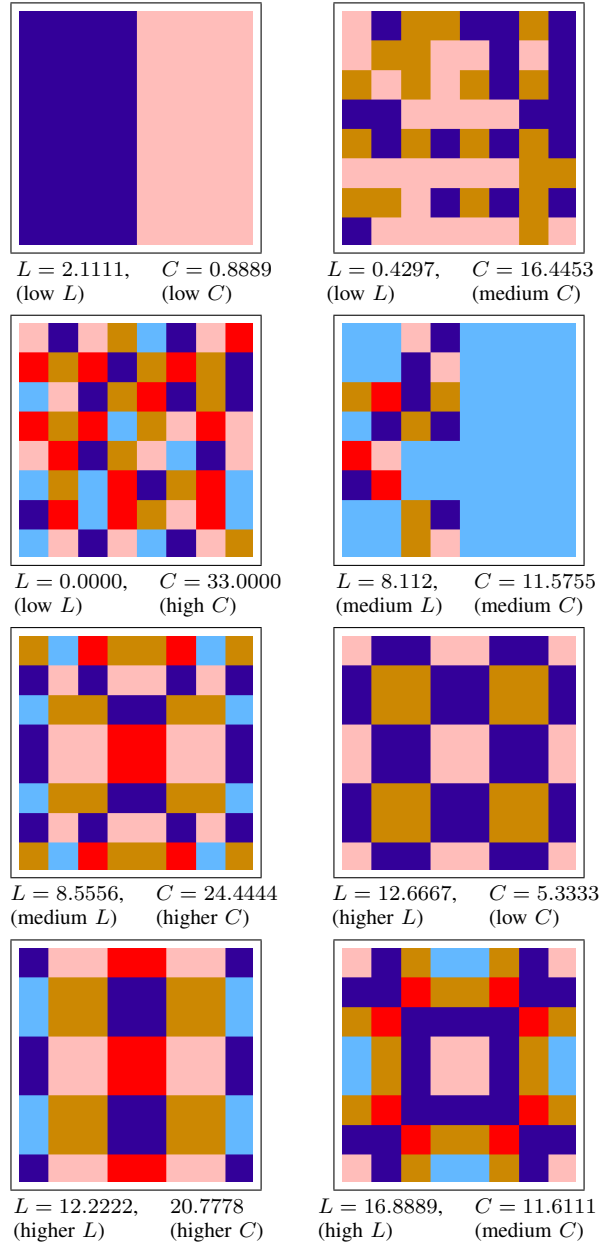 L = 2.1111, C = 0.8889
(low L) (low C)
L = 0.4297, C = 16.4453
(low L) (medium C)
L = 0.0000, C = 33.0000
(low L) (high C)
L = 8.112, C = 11.5755
(medium L) (medium C)
L = 8.5556, C = 24.4444
(medium L) (higher C)
L = 12.6667, C = 5.3333
(higher L) (low C)
L = 12.2222, 20.7778
(higher L) (higher C)
L = 16.8889, C = 11.6111
(high L) (medium C)